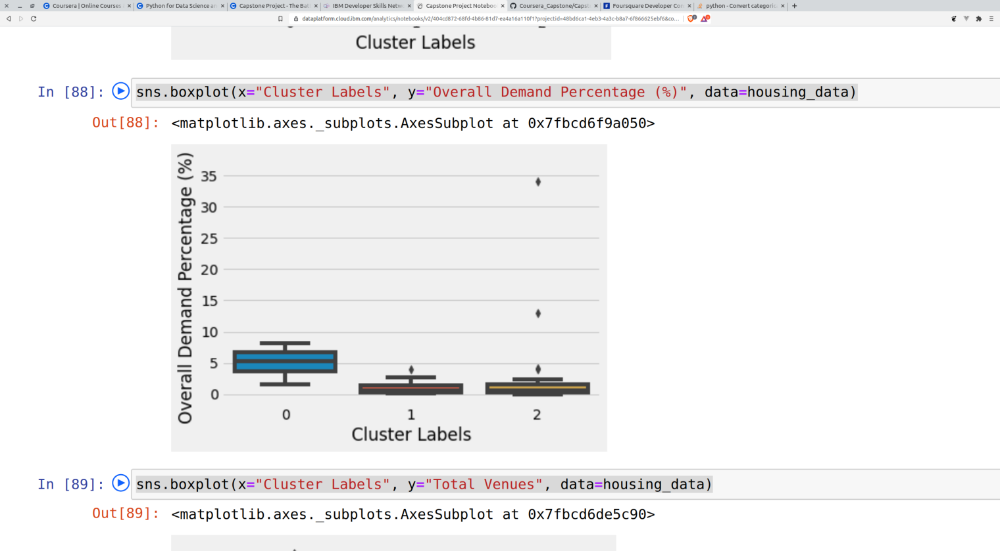 Coursera | Online Courses
Python for Data Science an
Capstone Project - The Bat
IBM Developer Skills Netw
Capstone Project Noteboo
Coursera_Capstone/Capst
Foursquare Developer Con
python - Convert categoric
dataplatform.cloud.ibm.com/analytics/notebooks/v2/404cd872-68fd-4b86-81d7-ea4a16a110f1?projectid=48bd6ca1-4eb3-4a3c-b8a7-6f866625ebf6&co...
Cluster Labels
In [88]: sns.boxplot(x="Cluster Labels", y="Overall Demand Percentage (%)", data=housing_data)
Out[88]: <matplotlib.axes._subplots.AxesSubplot at 0x7fbcd6f9a050>
Overall Demand Percentage (%)
35
30
25
20
15
10
5
0
0 1 2
Cluster Labels
In [89]: sns.boxplot(x="Cluster Labels", y="Total Venues", data=housing_data)
Out[89]: <matplotlib.axes._subplots.AxesSubplot at 0x7fbcd6de5c90>